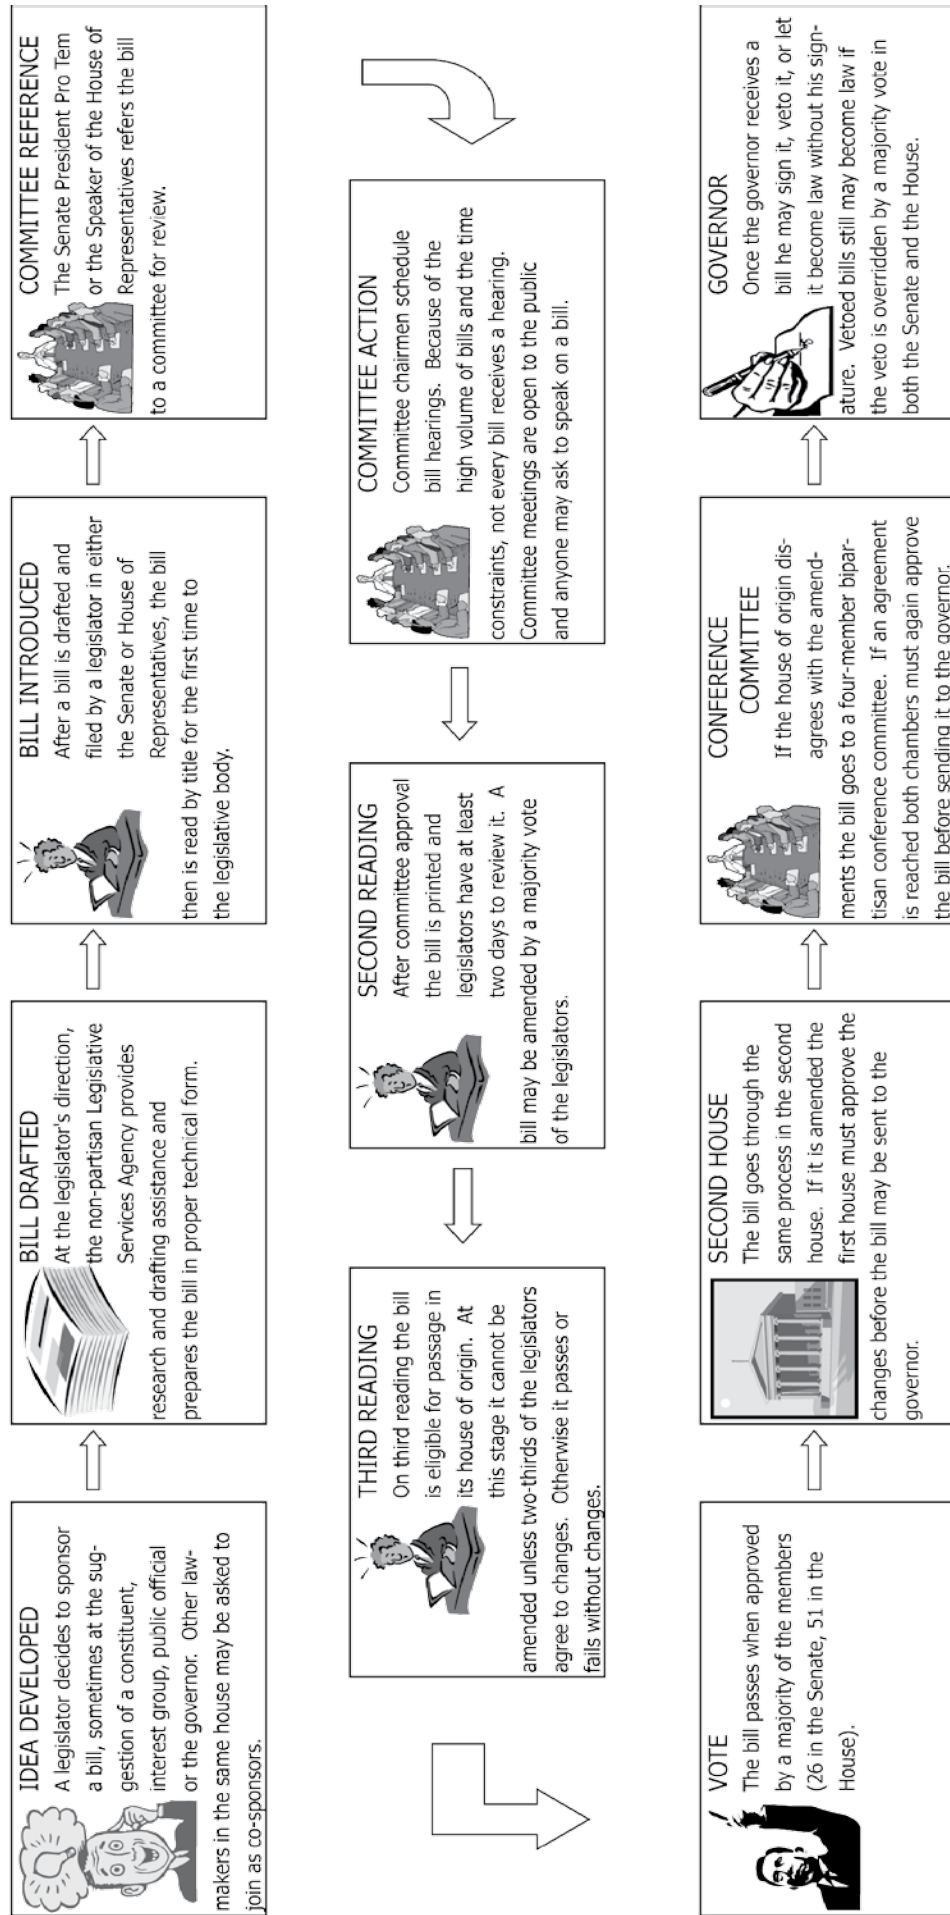 IDEA DEVELOPED
A legislator decides to sponsor
a bill, sometimes at the sug-
gestion of a constituent,
interest group, public official
or the governor.  Other law-
makers in the same house may be asked to
join as co-sponsors.
BILL DRAFTED
At the legislator's direction,
the non-partisan Legislative
Services Agency provides
research and drafting assistance and
prepares the bill in proper technical form.
BILL INTRODUCED
After a bill is drafted and
filed by a legislator in either
the Senate or House of
Representatives, the bill
then is read by title for the first time to
the legislative body.
COMMITTEE REFERENCE
The Senate President Pro Tem
or the Speaker of the House of
Representatives refers the bill
to a committee for review.
COMMITTEE ACTION
Committee chairmen schedule
bill hearings.  Because of the
high volume of bills and the time
constraints, not every bill receives a hearing.
Committee meetings are open to the public
and anyone may ask to speak on a bill.
SECOND READING
After committee approval
the bill is printed and
legislators have at least
two days to review it.  A
bill may be amended by a majority vote
of the legislators.
THIRD READING
On third reading the bill
is eligible for passage in
its house of origin.  At
this stage it cannot be
amended unless two-thirds of the legislators
agree to changes.  Otherwise it passes or
fails without changes.
VOTE
The bill passes when approved
by a majority of the members
(26 in the Senate, 51 in the
House).
SECOND HOUSE
The bill goes through the
same process in the second
house.  If it is amended the
first house must approve the
changes before the bill may be sent to the
governor.
CONFERENCE
COMMITTEE
If the house of origin dis-
agrees with the amend-
ments the bill goes to a four-member bipar-
tisan conference committee.  If an agreement
is reached both chambers must again approve
the bill before sending it to the governor.
GOVERNOR
Once the governor receives a
bill he may sign it, veto it, or let
it become law without his sign-
ature.  Vetoed bills still may become law if
the veto is overridden by a majority vote in
both the Senate and the House.